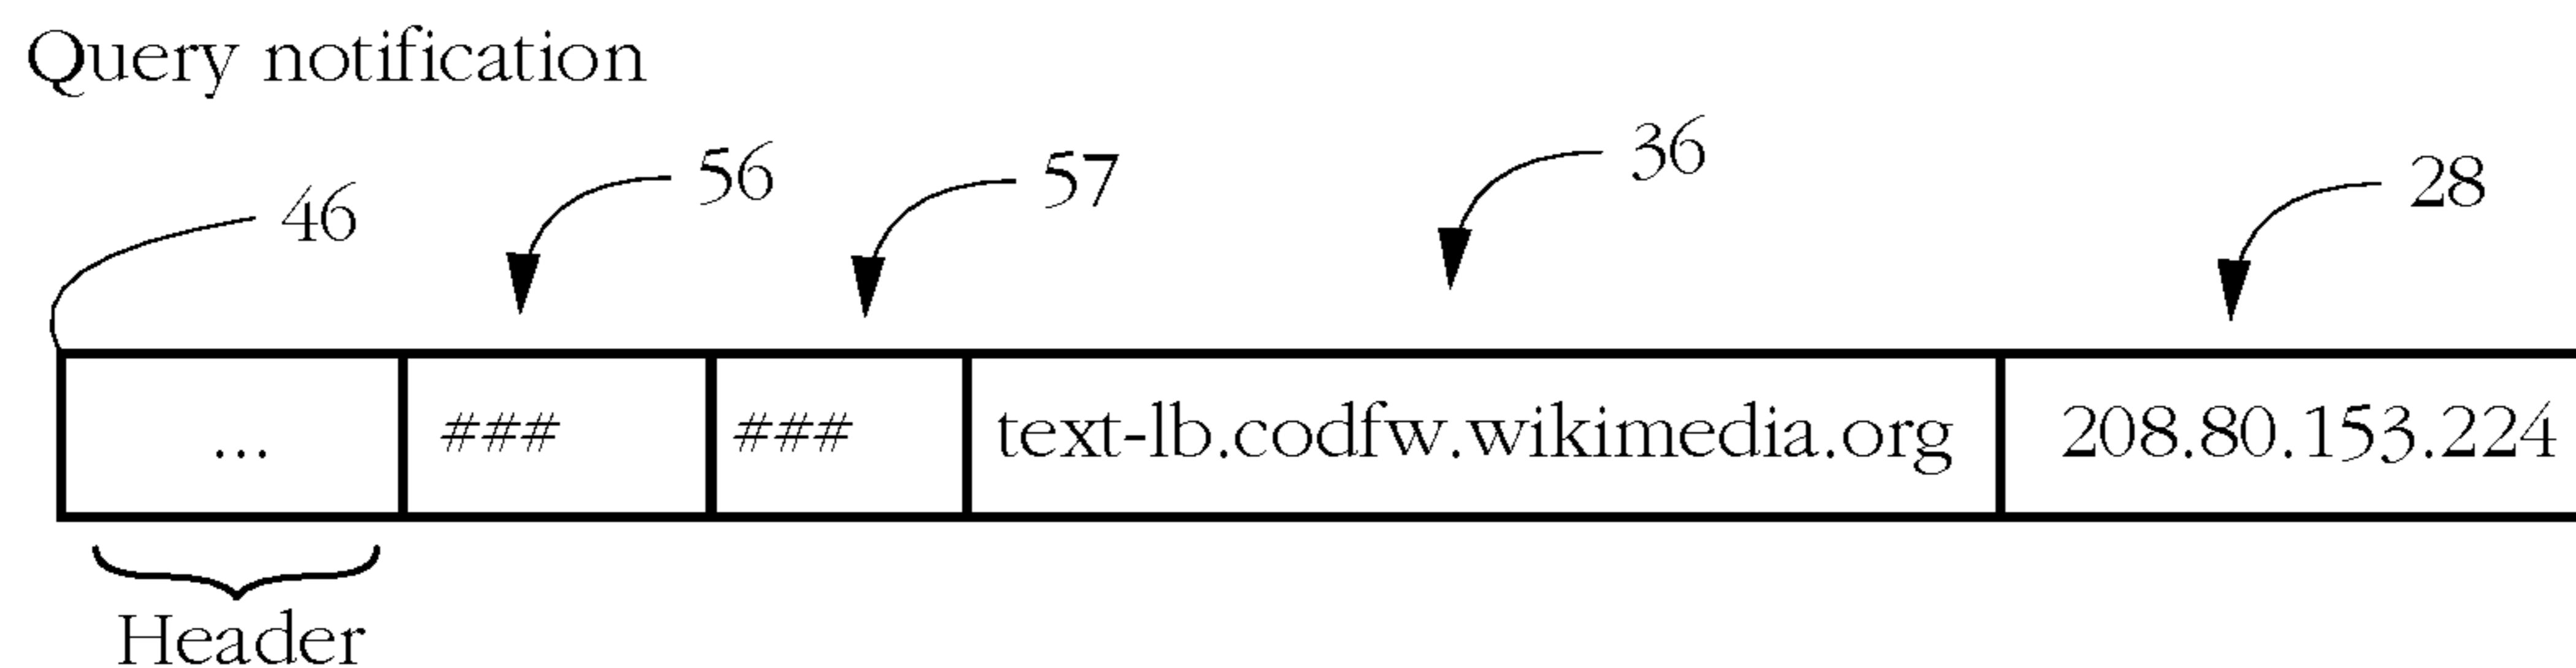 Query notification
46 56 57 36 28
... ### ### text-lb.codfw.wikimedia.org 208.80.153.224
Header